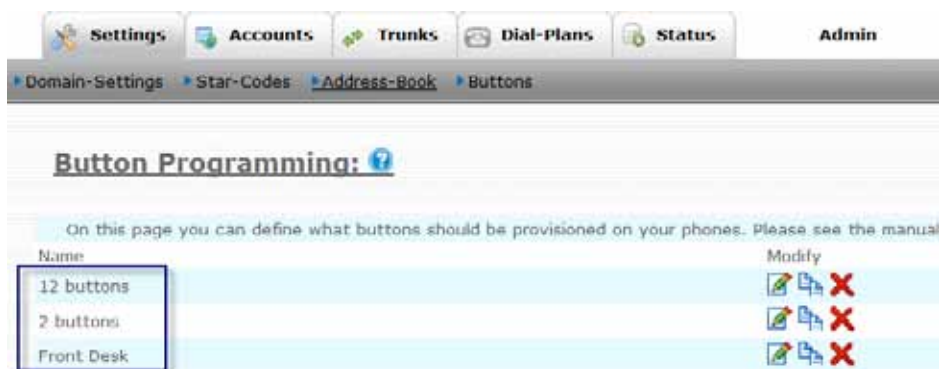 Settings Accounts Trunks Dial-Plans Status Admin
Domain-Settings Star-Codes Address-Book Buttons
Button Programming:
On this page you can define what buttons should be provisioned on your phones. Please see the manual
Name Modify
12 buttons
2 buttons
Front Desk